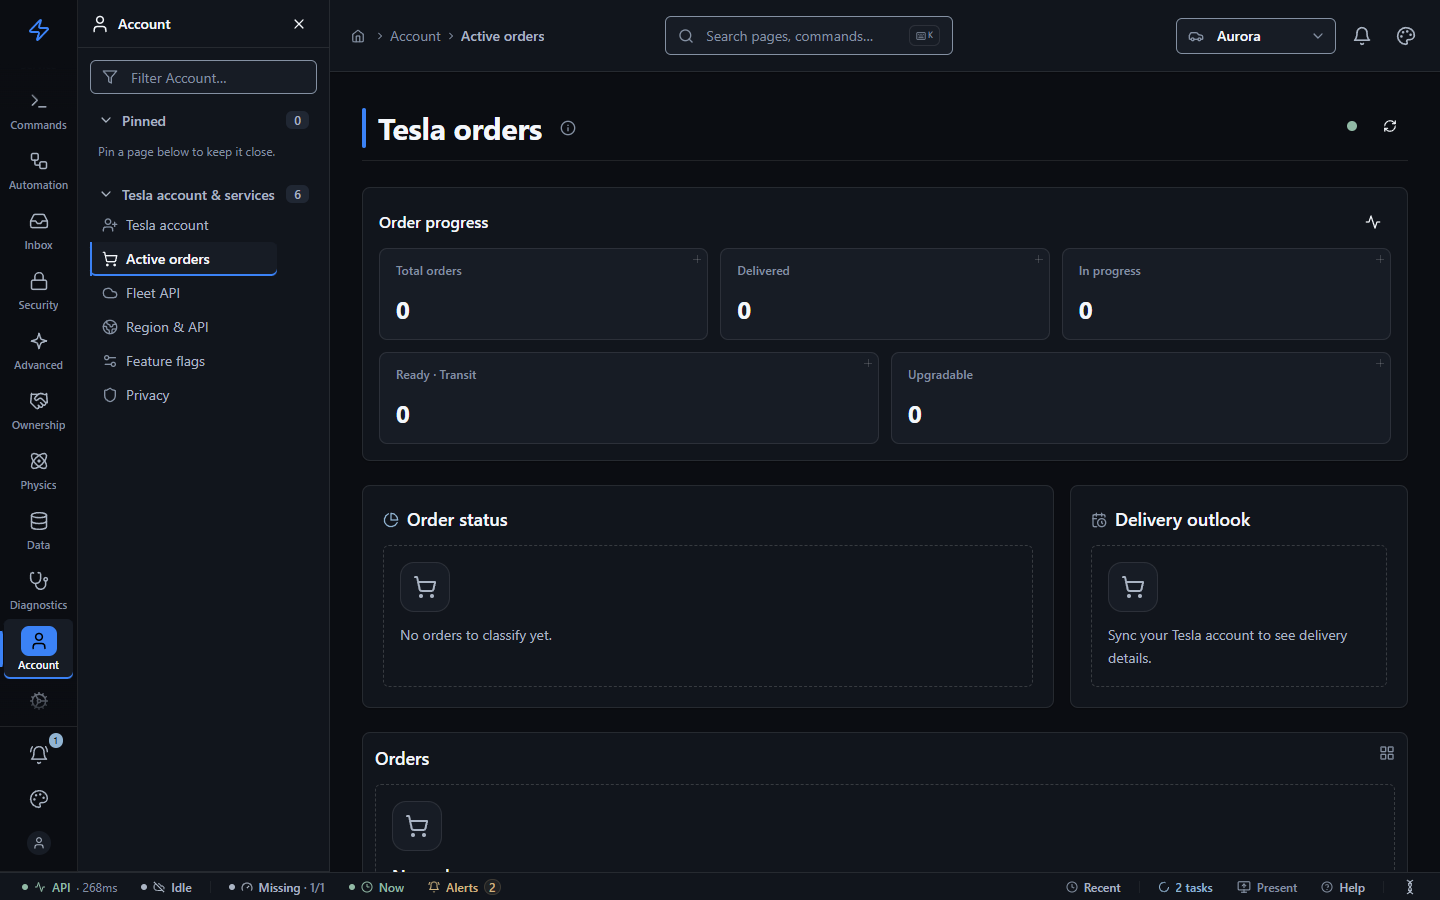 Account
Account
Active orders
Search pages, commands...
K
Aurora
Filter Account...
Pinned
0
Pin a page below to keep it close.
Tesla account & services
6
Tesla account
Active orders
Fleet API
Region & API
Feature flags
Privacy
Commands
Automation
Inbox
Security
Advanced
Ownership
Physics
Data
Diagnostics
Account
1
Tesla orders
Order progress
Total orders
0
Delivered
0
In progress
0
Ready · Transit
0
Upgradable
0
Order status
No orders to classify yet.
Delivery outlook
Sync your Tesla account to see delivery
details.
Orders
API · 268ms
Idle
Missing · 1/1
Now
Alerts 2
Recent
2 tasks
Present
Help